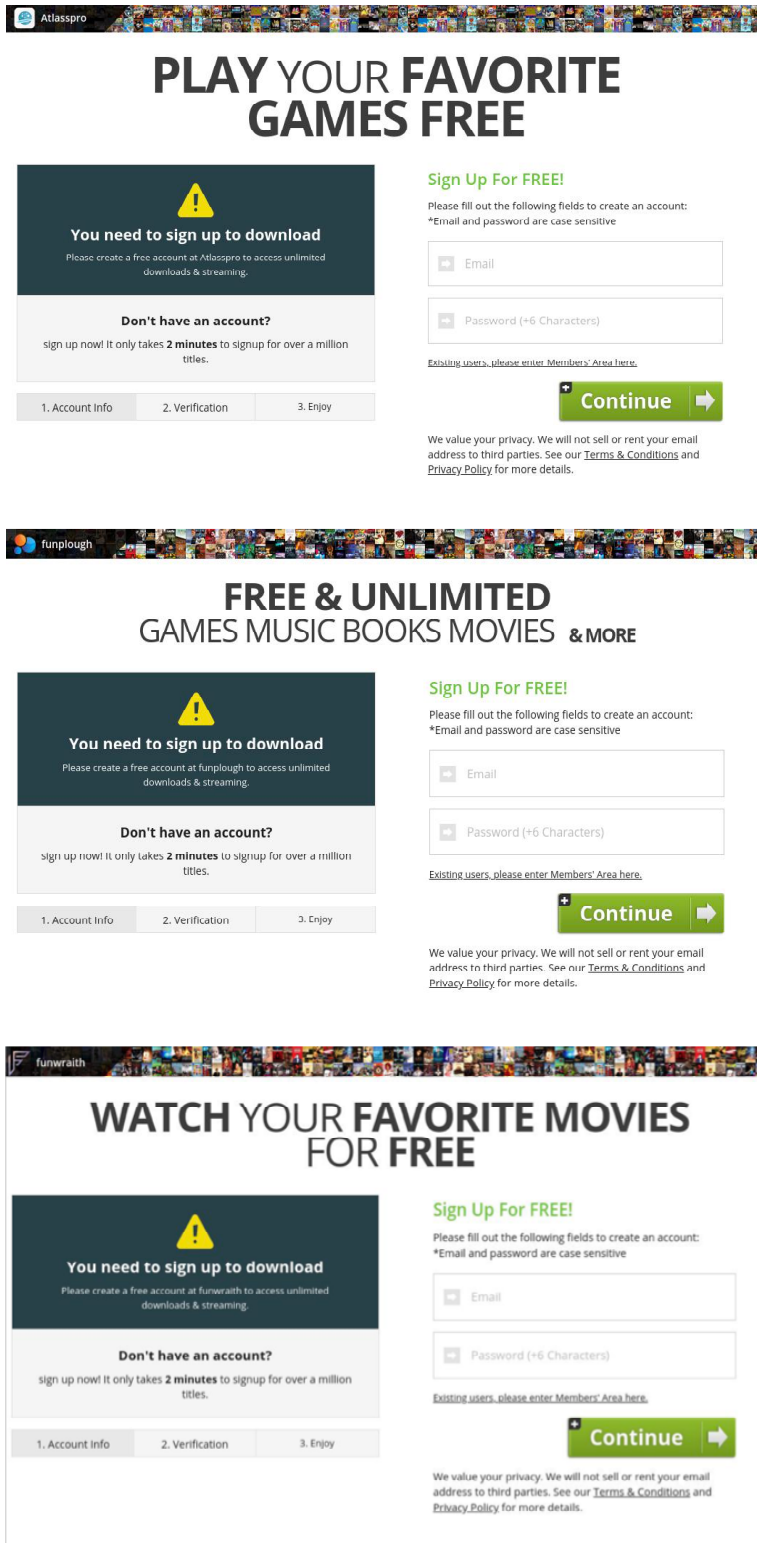 Atlasspro
PLAY YOUR FAVORITE
GAMES FREE
You need to sign up to download
Please create a free account at Atlasspro to access unlimited
downloads & streaming.
Don't have an account?
sign up now! It only takes 2 minutes to signup for over a million
titles.
1. Account Info
2. Verification
3. Enjoy
Sign Up For FREE!
Please fill out the following fields to create an account:
*Email and password are case sensitive
Email
Password (+6 Characters)
Existing users, please enter Members' Area here.
Continue
We value your privacy. We will not sell or rent your email
address to third parties. See our Terms & Conditions and
Privacy Policy for more details.
funplough
FREE & UNLIMITED
GAMES MUSIC BOOKS MOVIES & MORE
You need to sign up to download
Please create a free account at funplough to access unlimited
downloads & streaming.
Don't have an account?
sign up now! It only takes 2 minutes to signup for over a million
titles.
1. Account Info
2. Verification
3. Enjoy
Sign Up For FREE!
Please fill out the following fields to create an account:
*Email and password are case sensitive
Email
Password (+6 Characters)
Existing users, please enter Members' Area here.
Continue
We value your privacy. We will not sell or rent your email
address to third parties. See our Terms & Conditions and
Privacy Policy for more details.
funwraith
WATCH YOUR FAVORITE MOVIES
FOR FREE
You need to sign up to download
Please create a free account at funwraith to access unlimited
downloads & streaming.
Don't have an account?
sign up now! It only takes 2 minutes to signup for over a million
titles.
1. Account Info
2. Verification
3. Enjoy
Sign Up For FREE!
Please fill out the following fields to create an account:
*Email and password are case sensitive
Email
Password (+6 Characters)
Existing users, please enter Members' Area here.
Continue
We value your privacy. We will not sell or rent your email
address to third parties. See our Terms & Conditions and
Privacy Policy for more details.